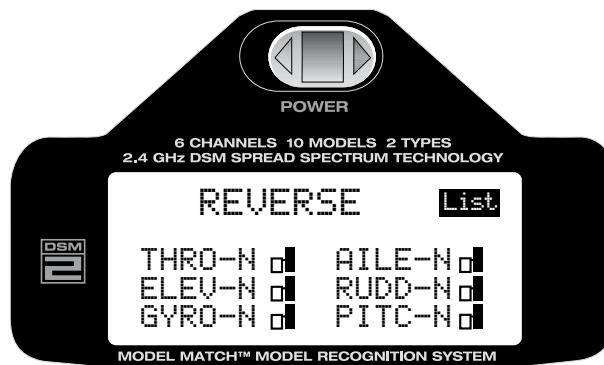 POWER
6 CHANNELS 10 MODELS 2 TYPES
2.4 GHz DSM SPREAD SPECTRUM TECHNOLOGY
REVERSE List
THRO-N AILE-N
ELEV-N RUDD-N
GYRO-N PITC-N
DSM
2
MODEL MATCH™ MODEL RECOGNITION SYSTEM